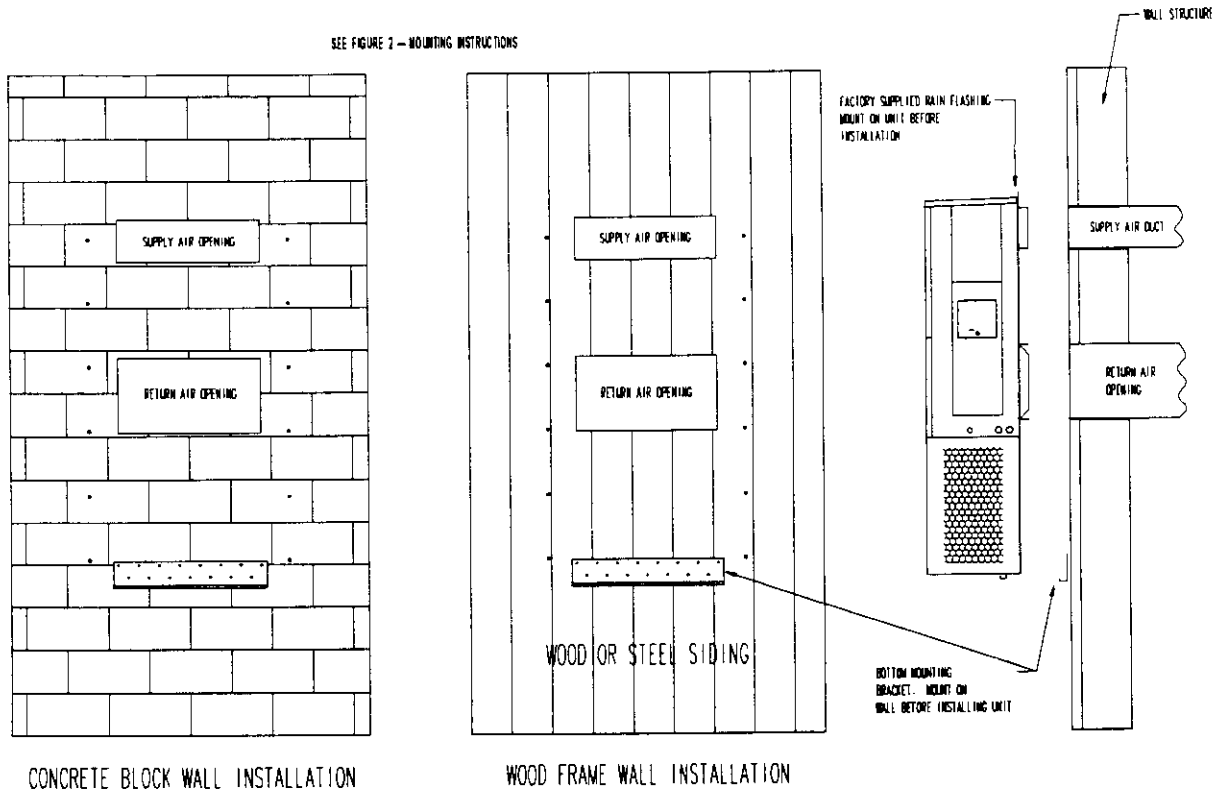 SEE FIGURE 2 — MOUNTING INSTRUCTIONS
WALL STRUCTURE
FACTORY SUPPLIED RAIN FLASHING
MOUNT ON UNIT BEFORE
INSTALLATION
SUPPLY AIR OPENING
SUPPLY AIR OPENING
SUPPLY AIR DUCT
RETURN AIR OPENING
RETURN AIR OPENING
RETURN AIR
OPENING
WOOD OR STEEL SIDING
BOTTOM MOUNTING
BRACKET. MOUNT ON
WALL BEFORE INSTALLING UNIT
CONCRETE BLOCK WALL INSTALLATION
WOOD FRAME WALL INSTALLATION